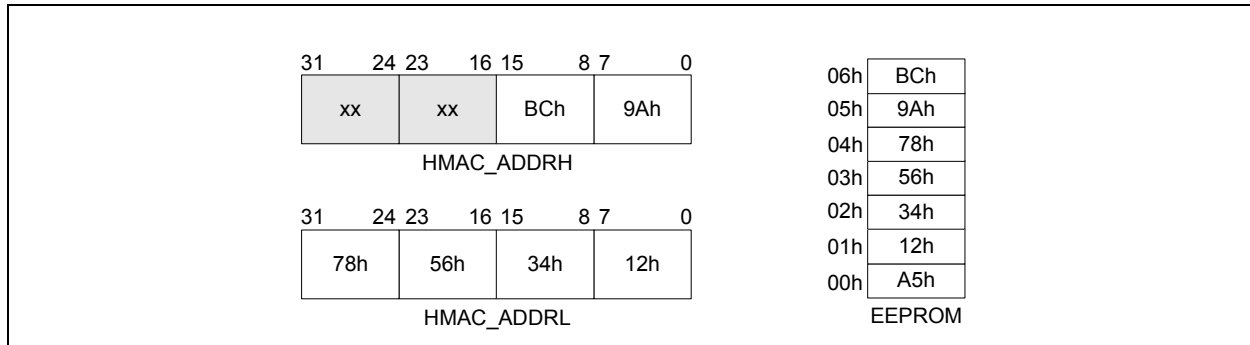 31 24 23 16 15 8 7 0
xx xx BCh 9Ah
HMAC_ADDRH
31 24 23 16 15 8 7 0
78h 56h 34h 12h
HMAC_ADDRL
06h BCh
05h 9Ah
04h 78h
03h 56h
02h 34h
01h 12h
00h A5h
EEPROM